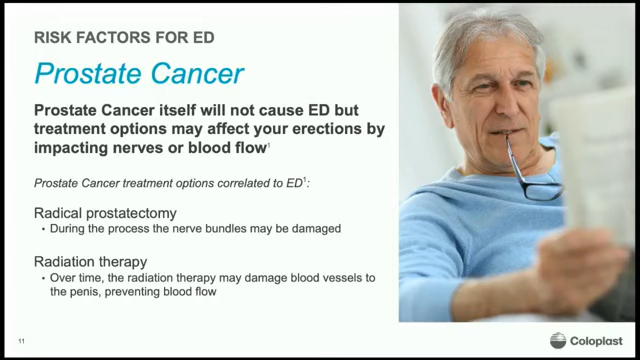 RISK FACTORS FOR ED
Prostate Cancer
Prostate Cancer itself will not cause ED but
treatment options may affect your erections by
impacting nerves or blood flow¹
Prostate Cancer treatment options correlated to ED¹:
Radical prostatectomy
• During the process the nerve bundles may be damaged
Radiation therapy
• Over time, the radiation therapy may damage blood vessels to
the penis, preventing blood flow
11
Coloplast